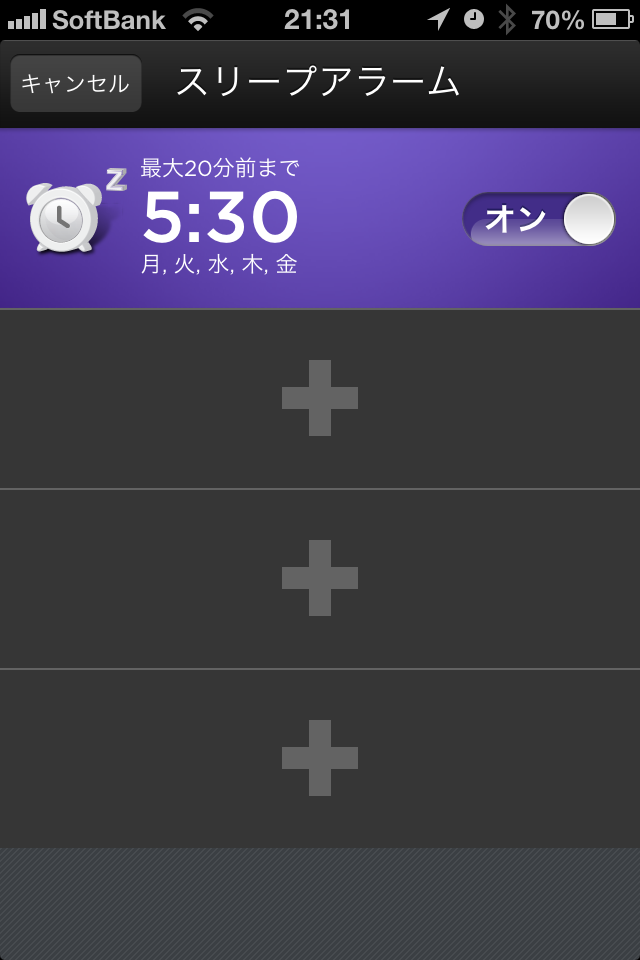 SoftBank 21:31 70%
キャンセル スリープアラーム
Z
最大20分前まで
5:30
月, 火, 水, 木, 金
オン